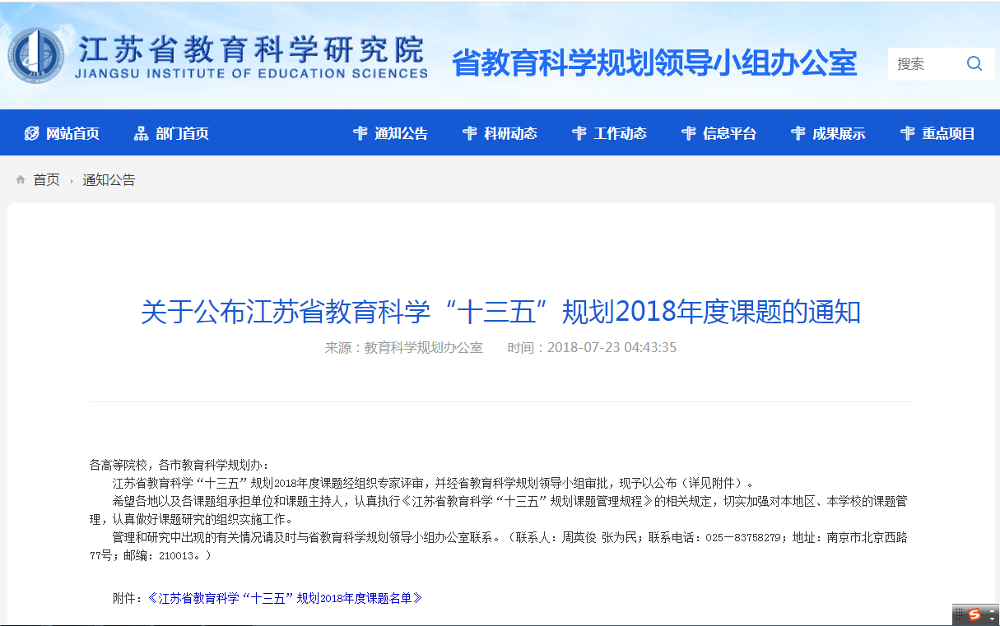 江苏省教育科学研究院
JIANGSU INSTITUTE OF EDUCATION SCIENCES
省教育科学规划领导小组办公室
搜索
网站首页 部门首页 通知公告 科研动态 工作动态 信息平台 成果展示 重点项目
首页 › 通知公告
关于公布江苏省教育科学“十三五”规划2018年度课题的通知
来源：教育科学规划办公室 时间：2018-07-23 04:43:35
各高等院校，各市教育科学规划办：
江苏省教育科学“十三五”规划2018年度课题经组织专家评审，并经省教育科学规划领导小组审批，现予以公布（详见附件）。
希望各地以及各课题组承担单位和课题主持人，认真执行《江苏省教育科学“十三五”规划课题管理规程》的相关规定，切实加强对本地区、本学校的课题管
理，认真做好课题研究的组织实施工作。
管理和研究中出现的有关情况请及时与省教育科学规划领导小组办公室联系。（联系人：周英俊 张为民；联系电话：025—83758279；地址：南京市北京西路
77号；邮编：210013。）
附件：《江苏省教育科学“十三五”规划2018年度课题名单》